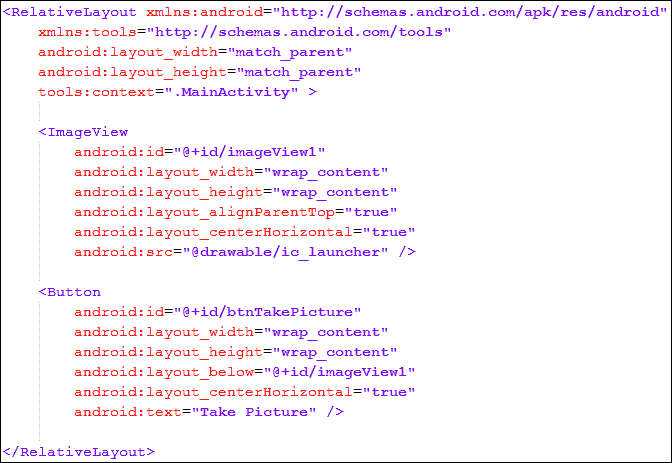 <RelativeLayout xmlns:android="http://schemas.android.com/apk/res/android"
    xmlns:tools="http://schemas.android.com/tools"
    android:layout_width="match_parent"
    android:layout_height="match_parent"
    tools:context=".MainActivity" >

    <ImageView
        android:id="@+id/imageView1"
        android:layout_width="wrap_content"
        android:layout_height="wrap_content"
        android:layout_alignParentTop="true"
        android:layout_centerHorizontal="true"
        android:src="@drawable/ic_launcher" />

    <Button
        android:id="@+id/btnTakePicture"
        android:layout_width="wrap_content"
        android:layout_height="wrap_content"
        android:layout_below="@+id/imageView1"
        android:layout_centerHorizontal="true"
        android:text="Take Picture" />

</RelativeLayout>